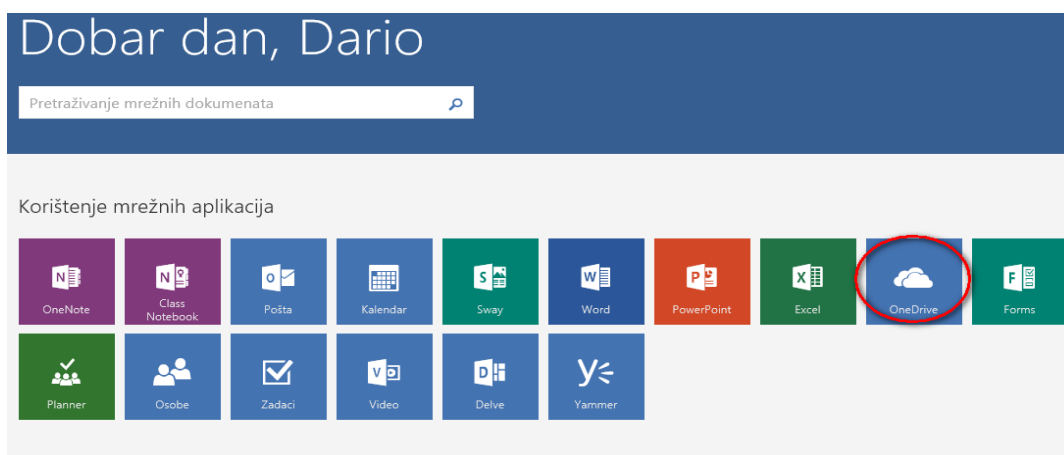 Dobar dan, Dario
Pretraživanje mrežnih dokumenata
Korištenje mrežnih aplikacija
OneNote
Class
Notebook
Pošta
Kalendar
Sway
Word
PowerPoint
Excel
OneDrive
Forms
Planner
Osobe
Zadaci
Video
Delve
Yammer